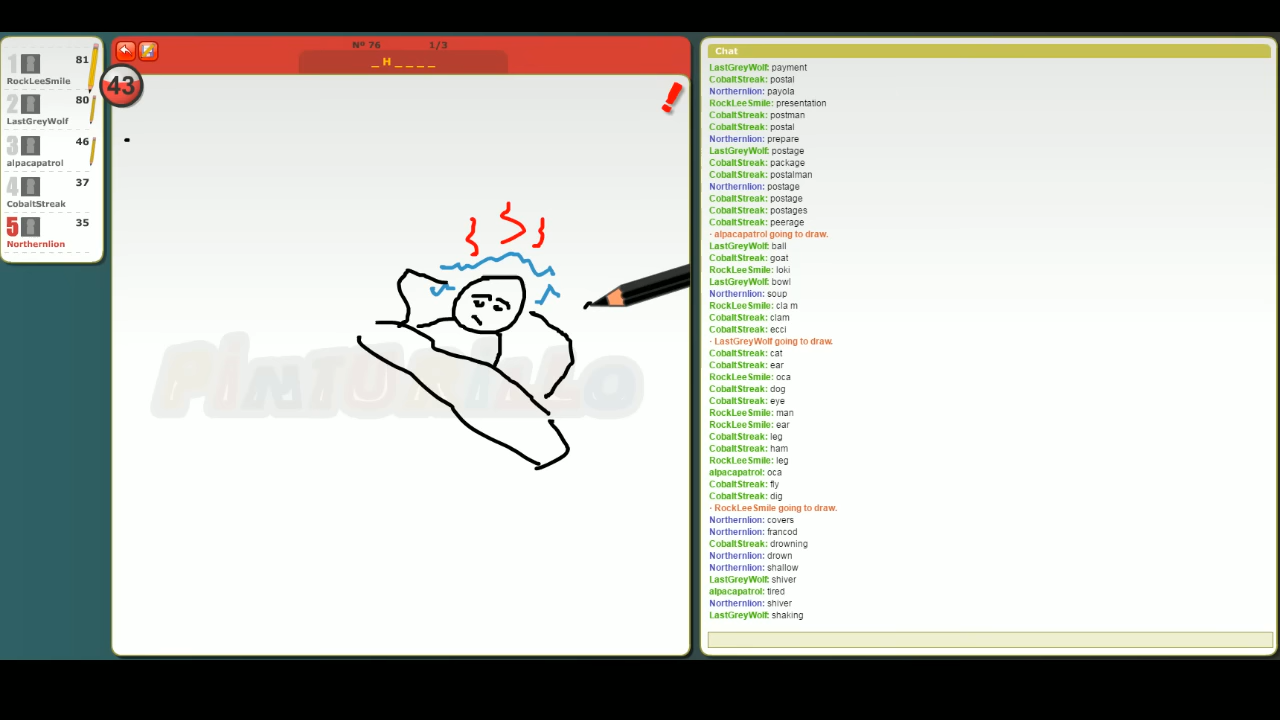 Nº 76 1/3
_ H _ _ _ _
43
1 81
RockLeeSmile
2 80
LastGreyWolf
3 46
alpacapatrol
4 37
CobaltStreak
5 35
Northernlion
PINTURILLO
Chat
LastGreyWolf: payment
CobaltStreak: postal
Northernlion: payola
RockLeeSmile: presentation
CobaltStreak: postman
CobaltStreak: postal
Northernlion: prepare
LastGreyWolf: postage
CobaltStreak: package
CobaltStreak: postalman
Northernlion: postage
CobaltStreak: postage
CobaltStreak: postages
CobaltStreak: peerage
· alpacapatrol going to draw.
LastGreyWolf: ball
CobaltStreak: goat
RockLeeSmile: loki
LastGreyWolf: bowl
Northernlion: soup
RockLeeSmile: cla m
CobaltStreak: clam
CobaltStreak: ecci
· LastGreyWolf going to draw.
CobaltStreak: cat
CobaltStreak: ear
RockLeeSmile: oca
CobaltStreak: dog
CobaltStreak: eye
RockLeeSmile: man
RockLeeSmile: ear
CobaltStreak: leg
CobaltStreak: ham
RockLeeSmile: leg
alpacapatrol: oca
CobaltStreak: fly
CobaltStreak: dig
· RockLeeSmile going to draw.
Northernlion: covers
Northernlion: francod
CobaltStreak: drowning
Northernlion: drown
Northernlion: shallow
LastGreyWolf: shiver
alpacapatrol: tired
Northernlion: shiver
LastGreyWolf: shaking